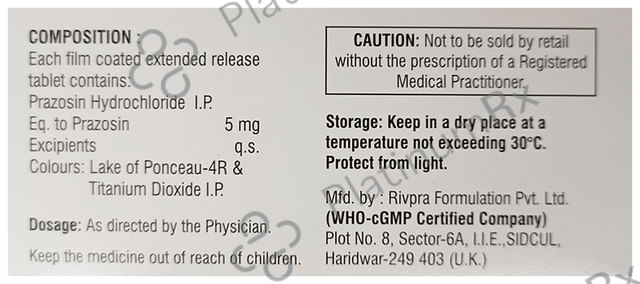 COMPOSITION :
Each film coated extended release
tablet contains:
Prazosin Hydrochloride I.P.
Eq. to Prazosin 5 mg
Excipients q.s.
Colours: Lake of Ponceau-4R &
Titanium Dioxide I.P.
Dosage: As directed by the Physician.
Keep the medicine out of reach of children.
CAUTION: Not to be sold by retail
without the prescription of a Registered
Medical Practitioner.
Storage: Keep in a dry place at a
temperature not exceeding 30°C.
Protect from light.
Mfd. by : Rivpra Formulation Pvt. Ltd.
(WHO-cGMP Certified Company)
Plot No. 8, Sector-6A, I.I.E.,SIDCUL,
Haridwar-249 403 (U.K.)
PlatinumRx